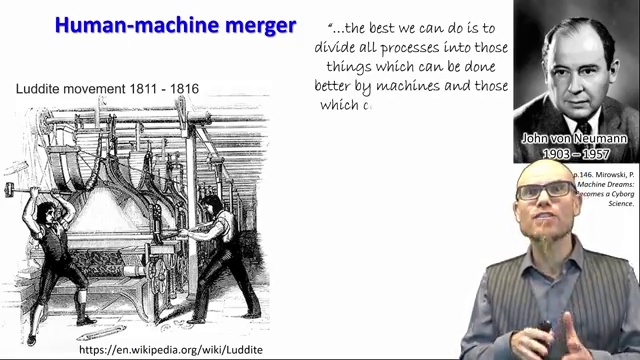 Human-machine merger
"...the best we can do is to
divide all processes into those
things which can be done
better by machines and those
which c
Luddite movement 1811 - 1816
John von Neumann
1903 – 1957
p.146. Mirowski, P.
Machine Dreams:
ecomes a Cyborg
Science.
https://en.wikipedia.org/wiki/Luddite